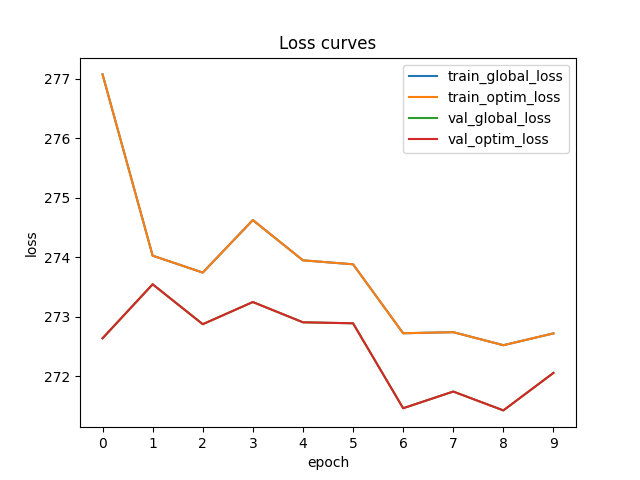 Loss curves
train_global_loss
train_optim_loss
val_global_loss
val_optim_loss
277
276
275
274
273
272
loss
0 1 2 3 4 5 6 7 8 9
epoch